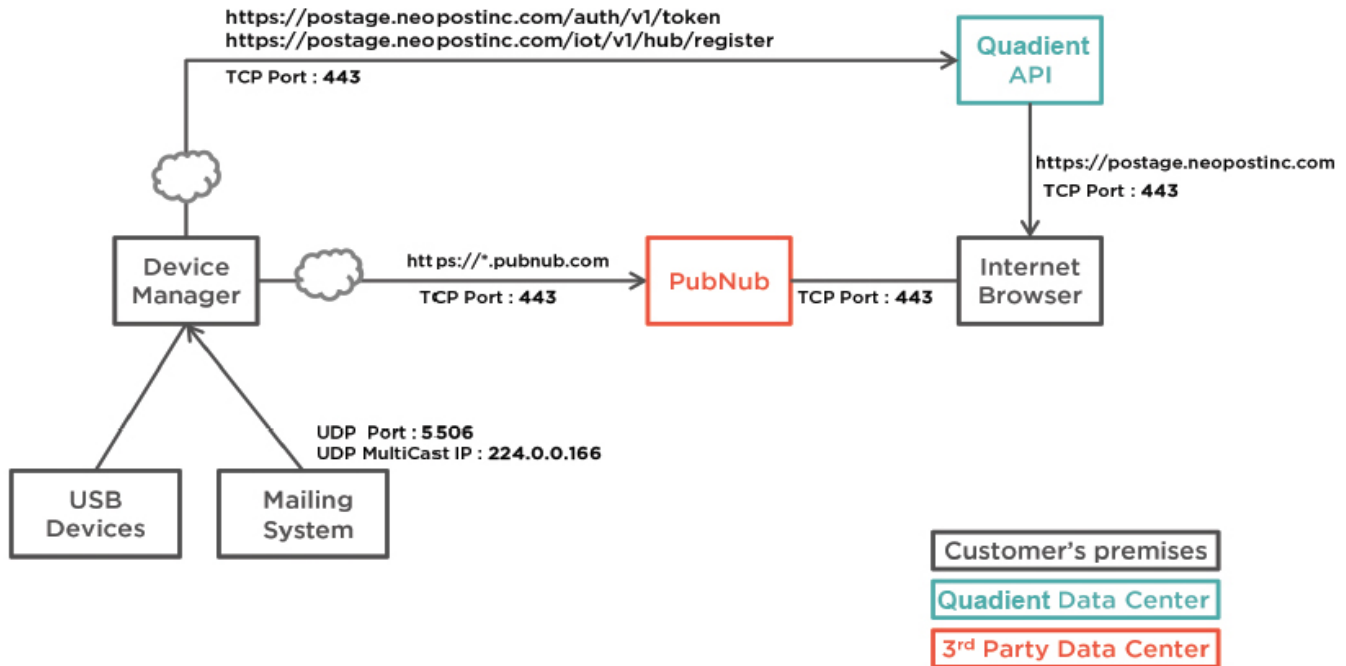 https://postage.neopostinc.com/auth/v1/token
https://postage.neopostinc.com/iot/v1/hub/register
TCP Port : 443
Quadient
API
https://postage.neopostinc.com
TCP Port : 443
Device
Manager
https://*.pubnub.com
TCP Port : 443
PubNub
TCP Port : 443
Internet
Browser
UDP Port : 5506
UDP MultiCast IP : 224.0.0.166
USB
Devices
Mailing
System
Customer's premises
Quadient Data Center
3rd Party Data Center